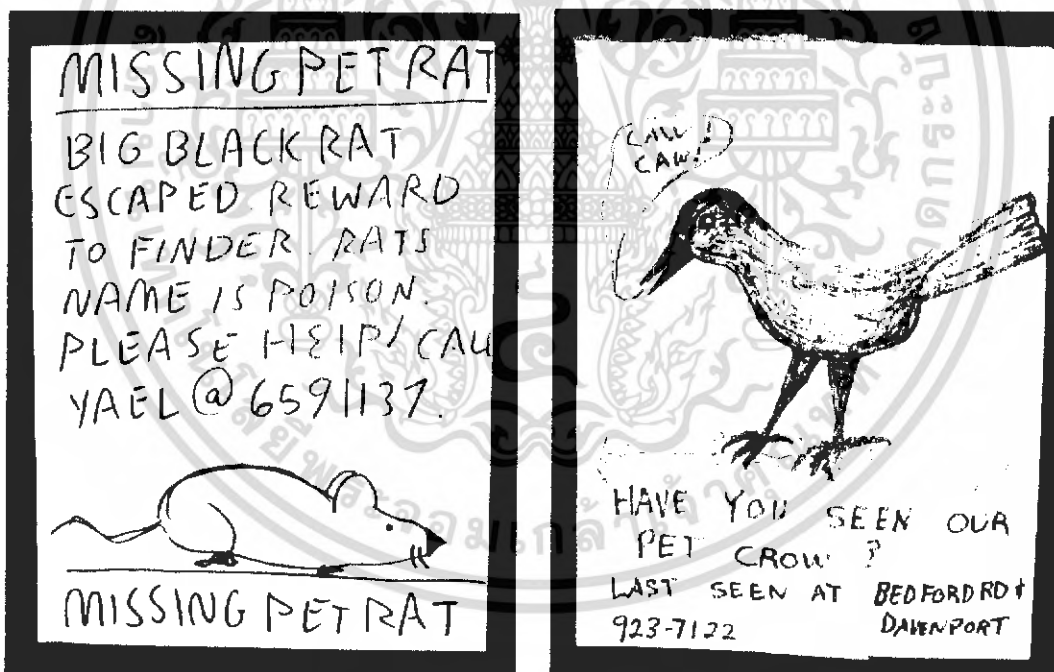 MISSING PET RAT
BIG BLACK RAT
ESCAPED REWARD
TO FINDER. RATS
NAME IS POISON.
PLEASE HELP! CALL
YAEL @ 6591137.
MISSING PET RAT
CAW!
CAW!
HAVE YOU SEEN OUR
PET CROW?
LAST SEEN AT BEDFORD RD &
923-7122 DAVENPORT